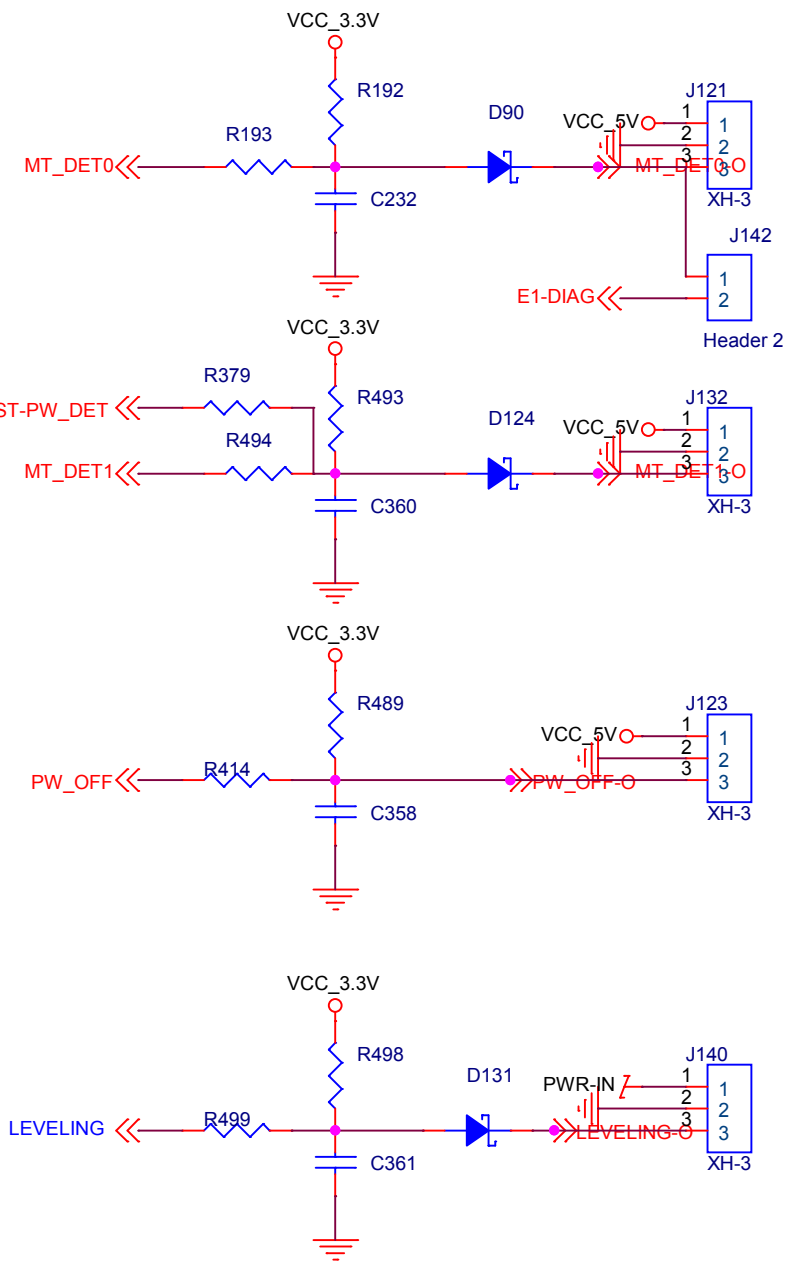 VCC_3.3V
R192
J121
D90
VCC_5V
1
1
R193
2
2
MT_DET0
MT_DET0-O
3
3
C232
XH-3
J142
1
E1-DIAG
2
Header 2
VCC_3.3V
R379
R493
J132
ST-PW_DET
D124
VCC_5V
1
1
R494
2
2
MT_DET1
MT_DET1-O
3
3
C360
XH-3
VCC_3.3V
R489
J123
VCC_5V
1
1
2
2
R414
3
PW_OFF
PW_OFF-O
3
C358
XH-3
VCC_3.3V
R498
J140
D131
PWR-IN
1
1
2
2
R499
3
LEVELING
LEVELING-O
3
C361
XH-3